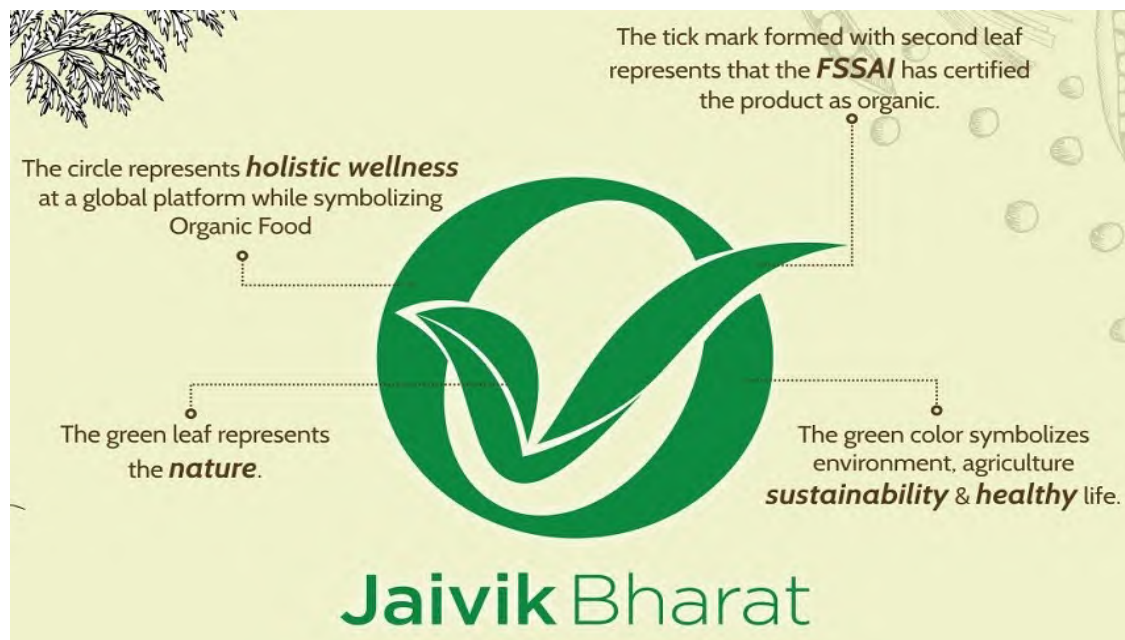 The tick mark formed with second leaf
represents that the FSSAI has certified
the product as organic.
The circle represents holistic wellness
at a global platform while symbolizing
Organic Food
The green leaf represents
the nature.
The green color symbolizes
environment, agriculture
sustainability & healthy life.
Jaivik Bharat